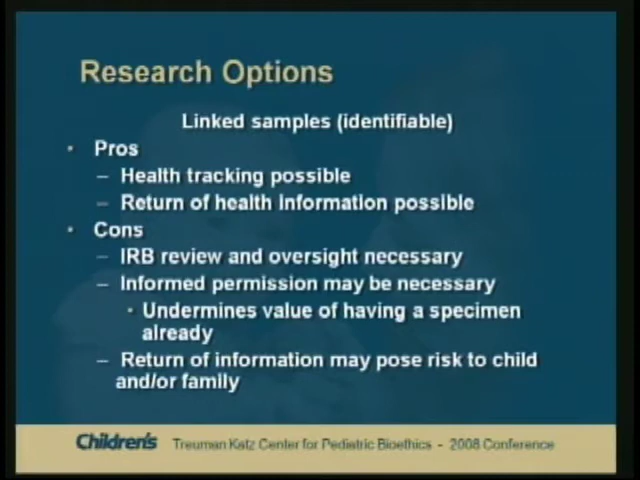 Research Options
Linked samples (identifiable)
• Pros
– Health tracking possible
– Return of health information possible
• Cons
– IRB review and oversight necessary
– Informed permission may be necessary
• Undermines value of having a specimen
already
– Return of information may pose risk to child
and/or family
Children's Treuman Katz Center for Pediatric Bioethics - 2008 Conference